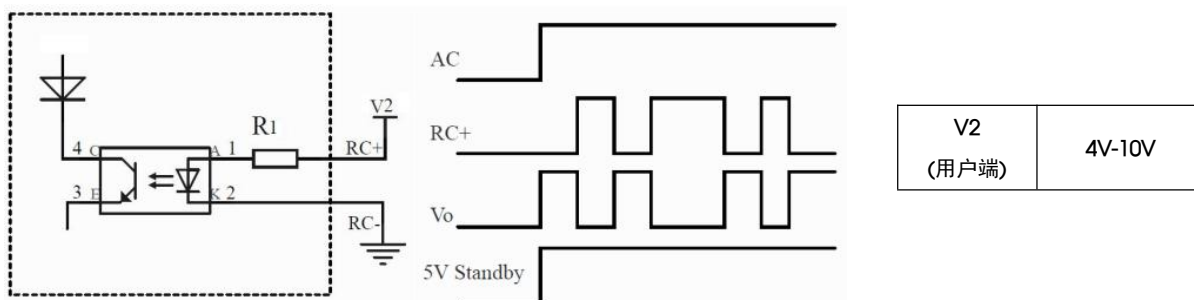 AC
V2
R1
4 C
A 1
RC+
RC+
V2
(用户端)
4V-10V
3 E
K 2
RC-
Vo
5V Standby